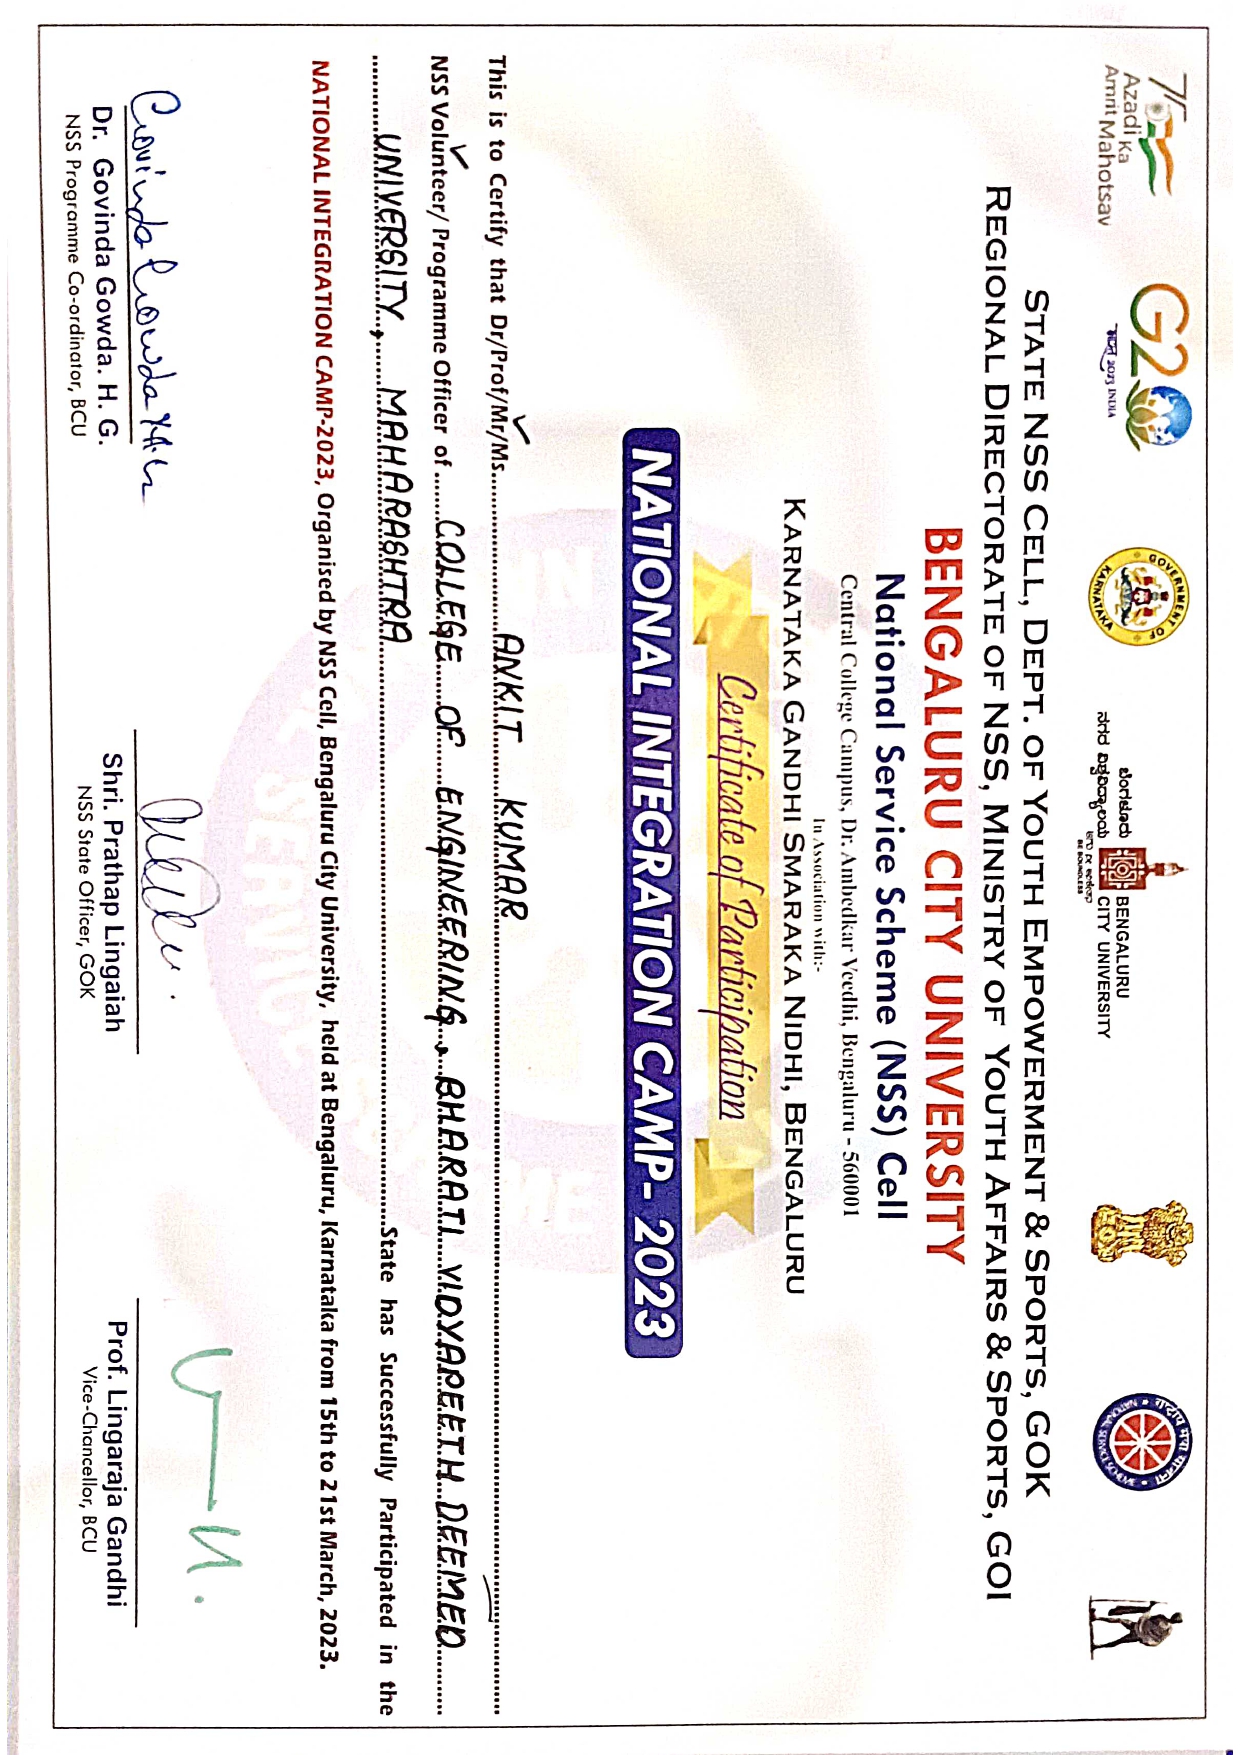 Azadi Ka
Amrit Mahotsav
G20
भारत 2023 INDIA
GOVERNMENT OF KARNATAKA
ಬೆಂಗಳೂರು
ನಗರ ವಿಶ್ವವಿದ್ಯಾಲಯ
BE BOUNDLESS
BENGALURU
CITY UNIVERSITY
NATIONAL SERVICE SCHEME
STATE NSS CELL, DEPT. OF YOUTH EMPOWERMENT & SPORTS, GOK
REGIONAL DIRECTORATE OF NSS, MINISTRY OF YOUTH AFFAIRS & SPORTS, GOI
BENGALURU CITY UNIVERSITY
National Service Scheme (NSS) Cell
Central College Campus, Dr. Ambedkar Veedhi, Bengaluru - 560001
In Association with:-
KARNATAKA GANDHI SMARAKA NIDHI, BENGALURU
Certificate of Participation
NATIONAL INTEGRATION CAMP- 2023
This is to Certify that Dr/Prof/Mr/Ms. ANKIT KUMAR
NSS Volunteer/ Programme Officer of COLLEGE OF ENGINEERING, BHARATI VIDYAPEETH DEEMED
UNIVERSITY, MAHARASHTRA State has Successfully Participated in the
NATIONAL INTEGRATION CAMP-2023, Organised by NSS Cell, Bengaluru City University, held at Bengaluru, Karnataka from 15th to 21st March, 2023.
Govinda Gowda H.G
Dr. Govinda Gowda. H. G.
NSS Programme Co-ordinator, BCU
Shri. Prathap Lingaiah
NSS State Officer, GOK
Prof. Lingaraja Gandhi
Vice-Chancellor, BCU